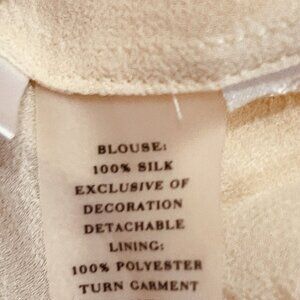 BLOUSE:
100% SILK
EXCLUSIVE OF
DECORATION
DETACHABLE
LINING:
100% POLYESTER
TURN GARMENT